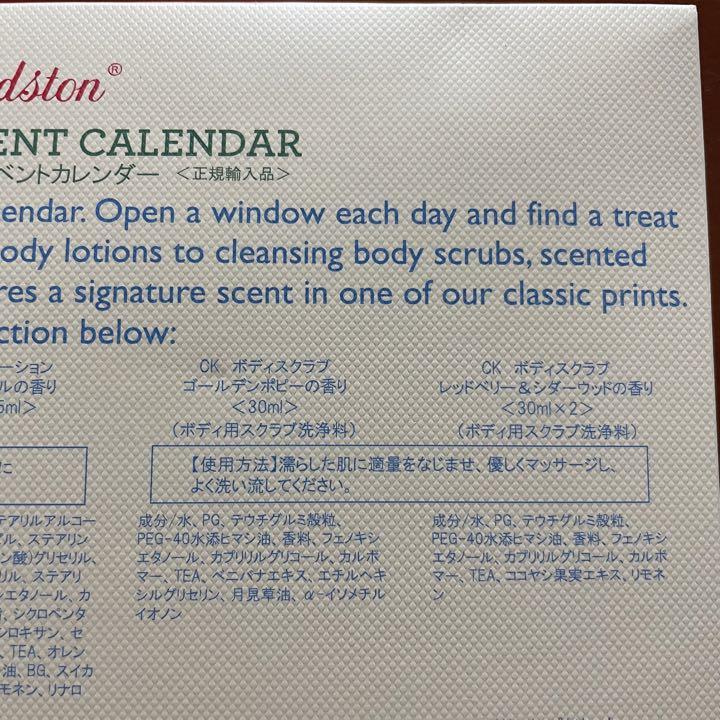 dston®
ENT CALENDAR
ベントカレンダー ＜正規輸入品＞
endar. Open a window each day and find a treat
ody lotions to cleansing body scrubs, scented
res a signature scent in one of our classic prints.
ction below:
ーション
ルの香り
5ml＞
に
テアリルアルコー
ル、ステアリン
ン酸)グリセリル、
リル、ステアリ
シエタノール、カ
、シクロペンタ
シロキサン、セ
、TEA、オレン
油、BG、スイカ
モネン、リナロ
CK ボディスクラブ
ゴールデンポピーの香り
＜30ml＞
（ボディ用スクラブ洗浄料）
CK ボディスクラブ
レッドベリー＆シダーウッドの香り
＜30ml×2＞
（ボディ用スクラブ洗浄料）
【使用方法】濡らした肌に適量をなじませ、優しくマッサージし、
よく洗い流してください。
成分/水、PG、テウチグルミ殻粒、
PEG-40水添ヒマシ油、香料、フェノキシ
エタノール、カプリリルグリコール、カルボ
マー、TEA、ベニバナエキス、エチルヘキ
シルグリセリン、月見草油、α-イソメチル
イオノン
成分/水、PG、テウチグルミ殻粒、
PEG-40水添ヒマシ油、香料、フェノキシ
エタノール、カプリリルグリコール、カルボ
マー、TEA、ココヤシ果実エキス、リモネ
ン